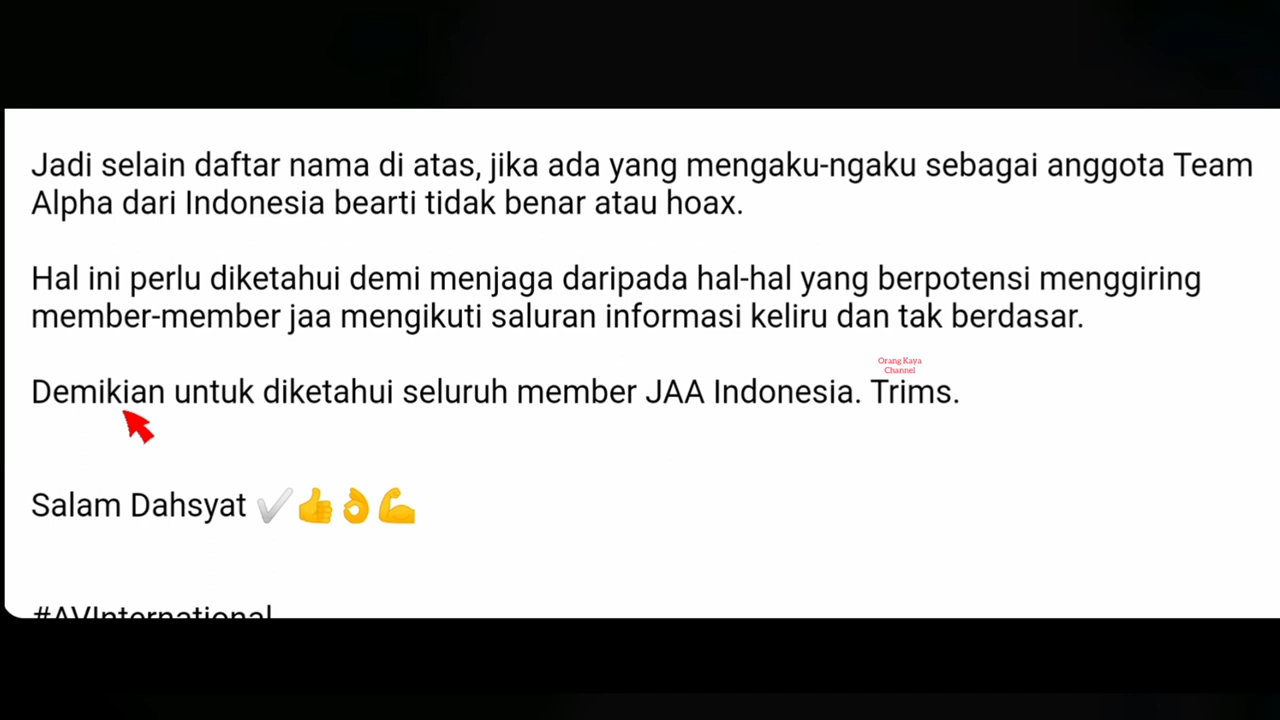 Jadi selain daftar nama di atas, jika ada yang mengaku-ngaku sebagai anggota Team
Alpha dari Indonesia bearti tidak benar atau hoax.
Hal ini perlu diketahui demi menjaga daripada hal-hal yang berpotensi menggiring
member-member jaa mengikuti saluran informasi keliru dan tak berdasar.
Orang Kaya
Channel
Demikian untuk diketahui seluruh member JAA Indonesia. Trims.
Salam Dahsyat ✔️👍👌💪
#AVInternational